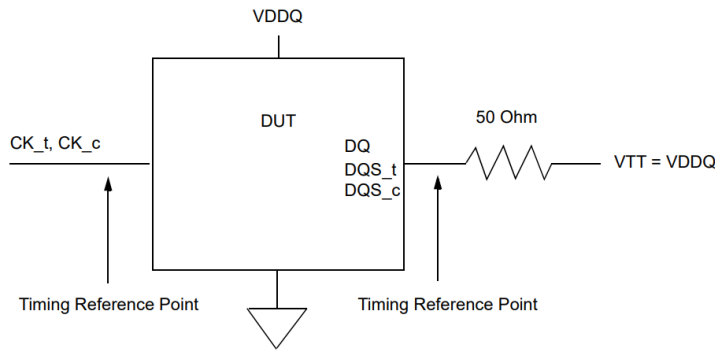 VDDQ
DUT
50 Ohm
CK_t, CK_c
DQ
DQS_t
DQS_c
VTT = VDDQ
Timing Reference Point
Timing Reference Point